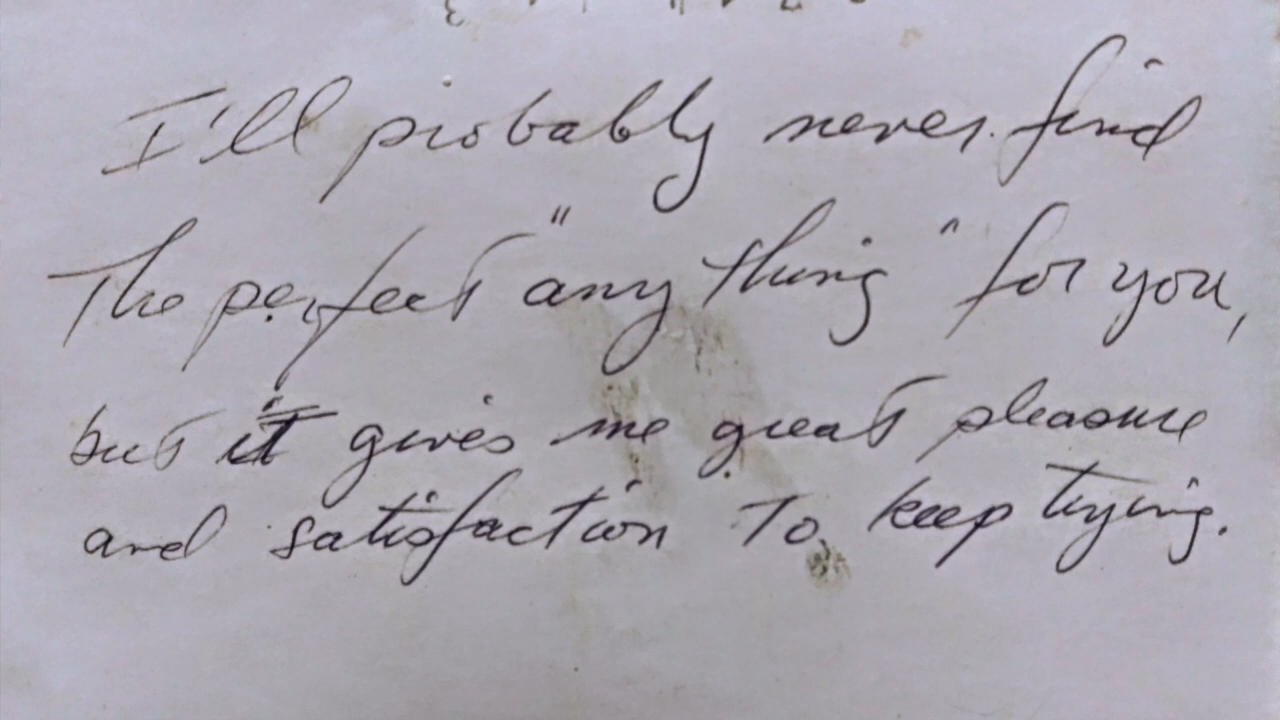 I'll probably never find
The perfect "any thing" for you,
but it gives me great pleasure
and satisfaction To keep trying.